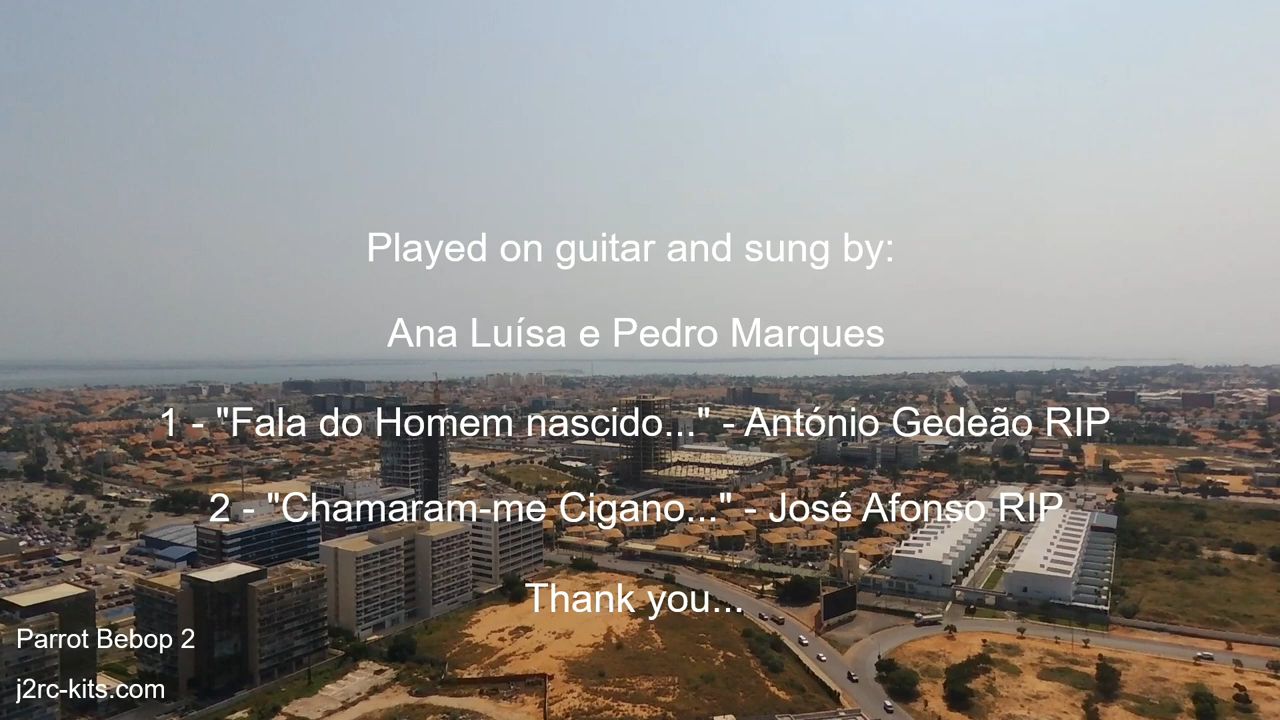 Played on guitar and sung by:
Ana Luísa e Pedro Marques
1 - "Fala do Homem nascido..." - António Gedeão RIP
2 - "Chamaram-me Cigano..." - José Afonso RIP
Thank you...
Parrot Bebop 2
j2rc-kits.com